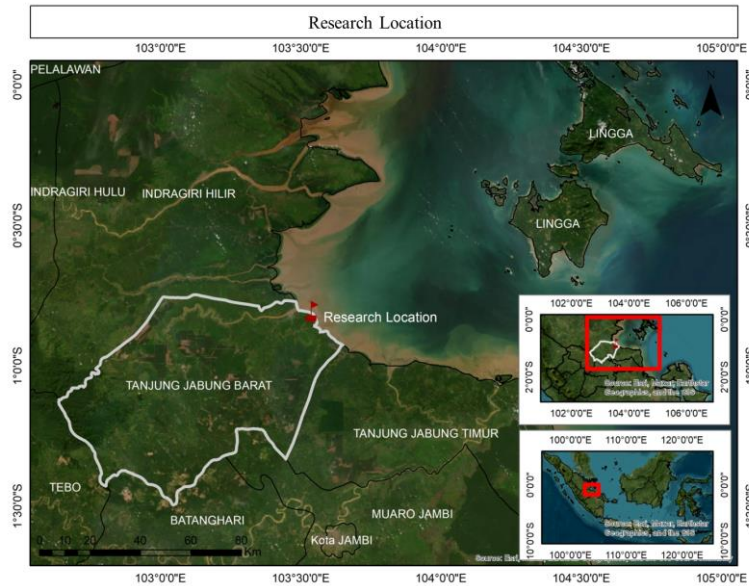 Research Location
103°0'0"E 103°30'0"E 104°0'0"E 104°30'0"E 105°0'0"E
0°0'0"
0°30'0"S
1°0'0"S
1°30'0"S
PELALAWAN
N
LINGGA
INDRAGIRI HULU
INDRAGIRI HILIR
LINGGA
Research Location
TANJUNG JABUNG BARAT
TANJUNG JABUNG TIMUR
TEBO
BATANGHARI
MUARO JAMBI
Kota JAMBI
0 10 20 40 60 80
Km
102°0'0"E 104°0'0"E 106°0'0"E
0°0'0"
2°0'0"S
Source: Esri, Maxar, Earthstar
Geographics, and the GIS
102°0'0"E 104°0'0"E 106°0'0"E
100°0'0"E 110°0'0"E 120°0'0"E
0°0'0"
10°0'0"S
Source: Esri, Maxar, Earthstar
Geographics, and the GIS
100°0'0"E 110°0'0"E 120°0'0"E
Source: Esri,
103°0'0"E 103°30'0"E 104°0'0"E 104°30'0"E 105°0'0"E